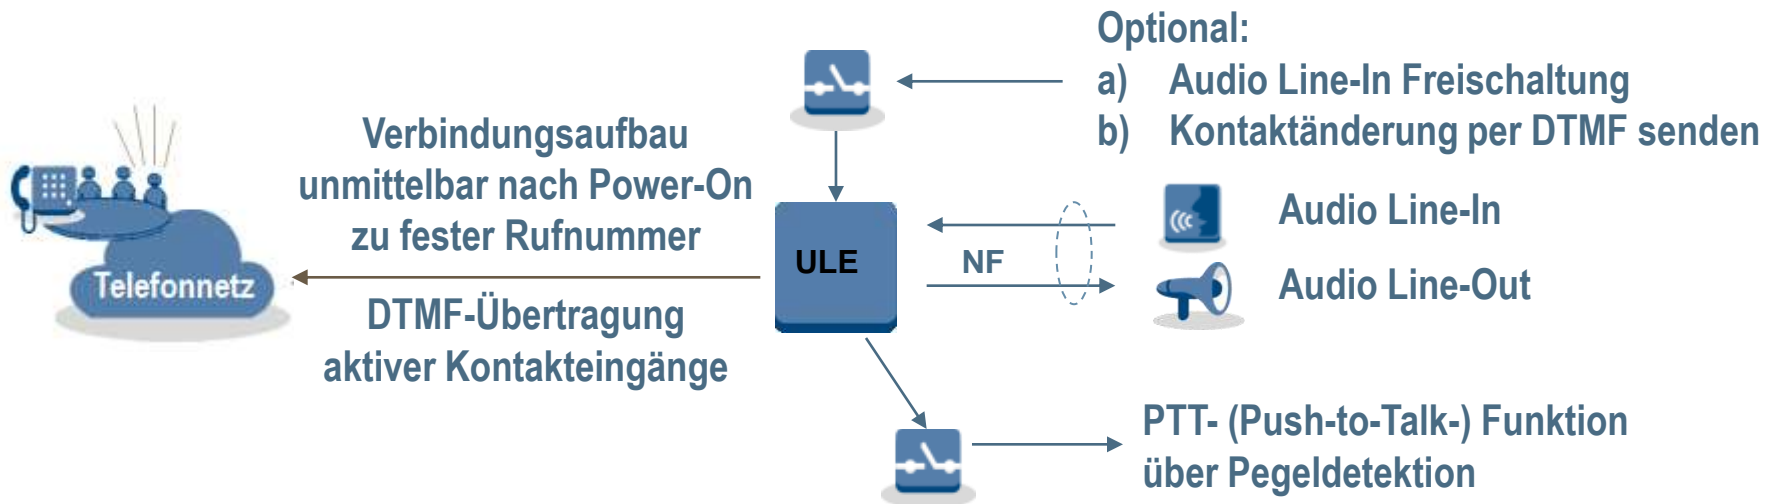 Optional:
a) Audio Line-In Freischaltung
b) Kontaktänderung per DTMF senden
Verbindungsaufbau
unmittelbar nach Power-On
zu fester Rufnummer
Telefonnetz
DTMF-Übertragung
aktiver Kontakteingänge
ULE
NF
Audio Line-In
Audio Line-Out
PTT- (Push-to-Talk-) Funktion
über Pegeldetektion